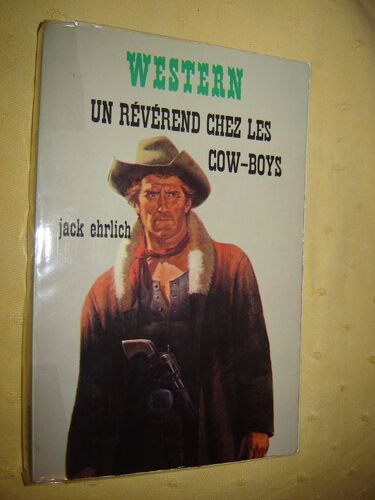 WESTERN
UN RÉVÉREND CHEZ LES
COW-BOYS
jack ehrlich